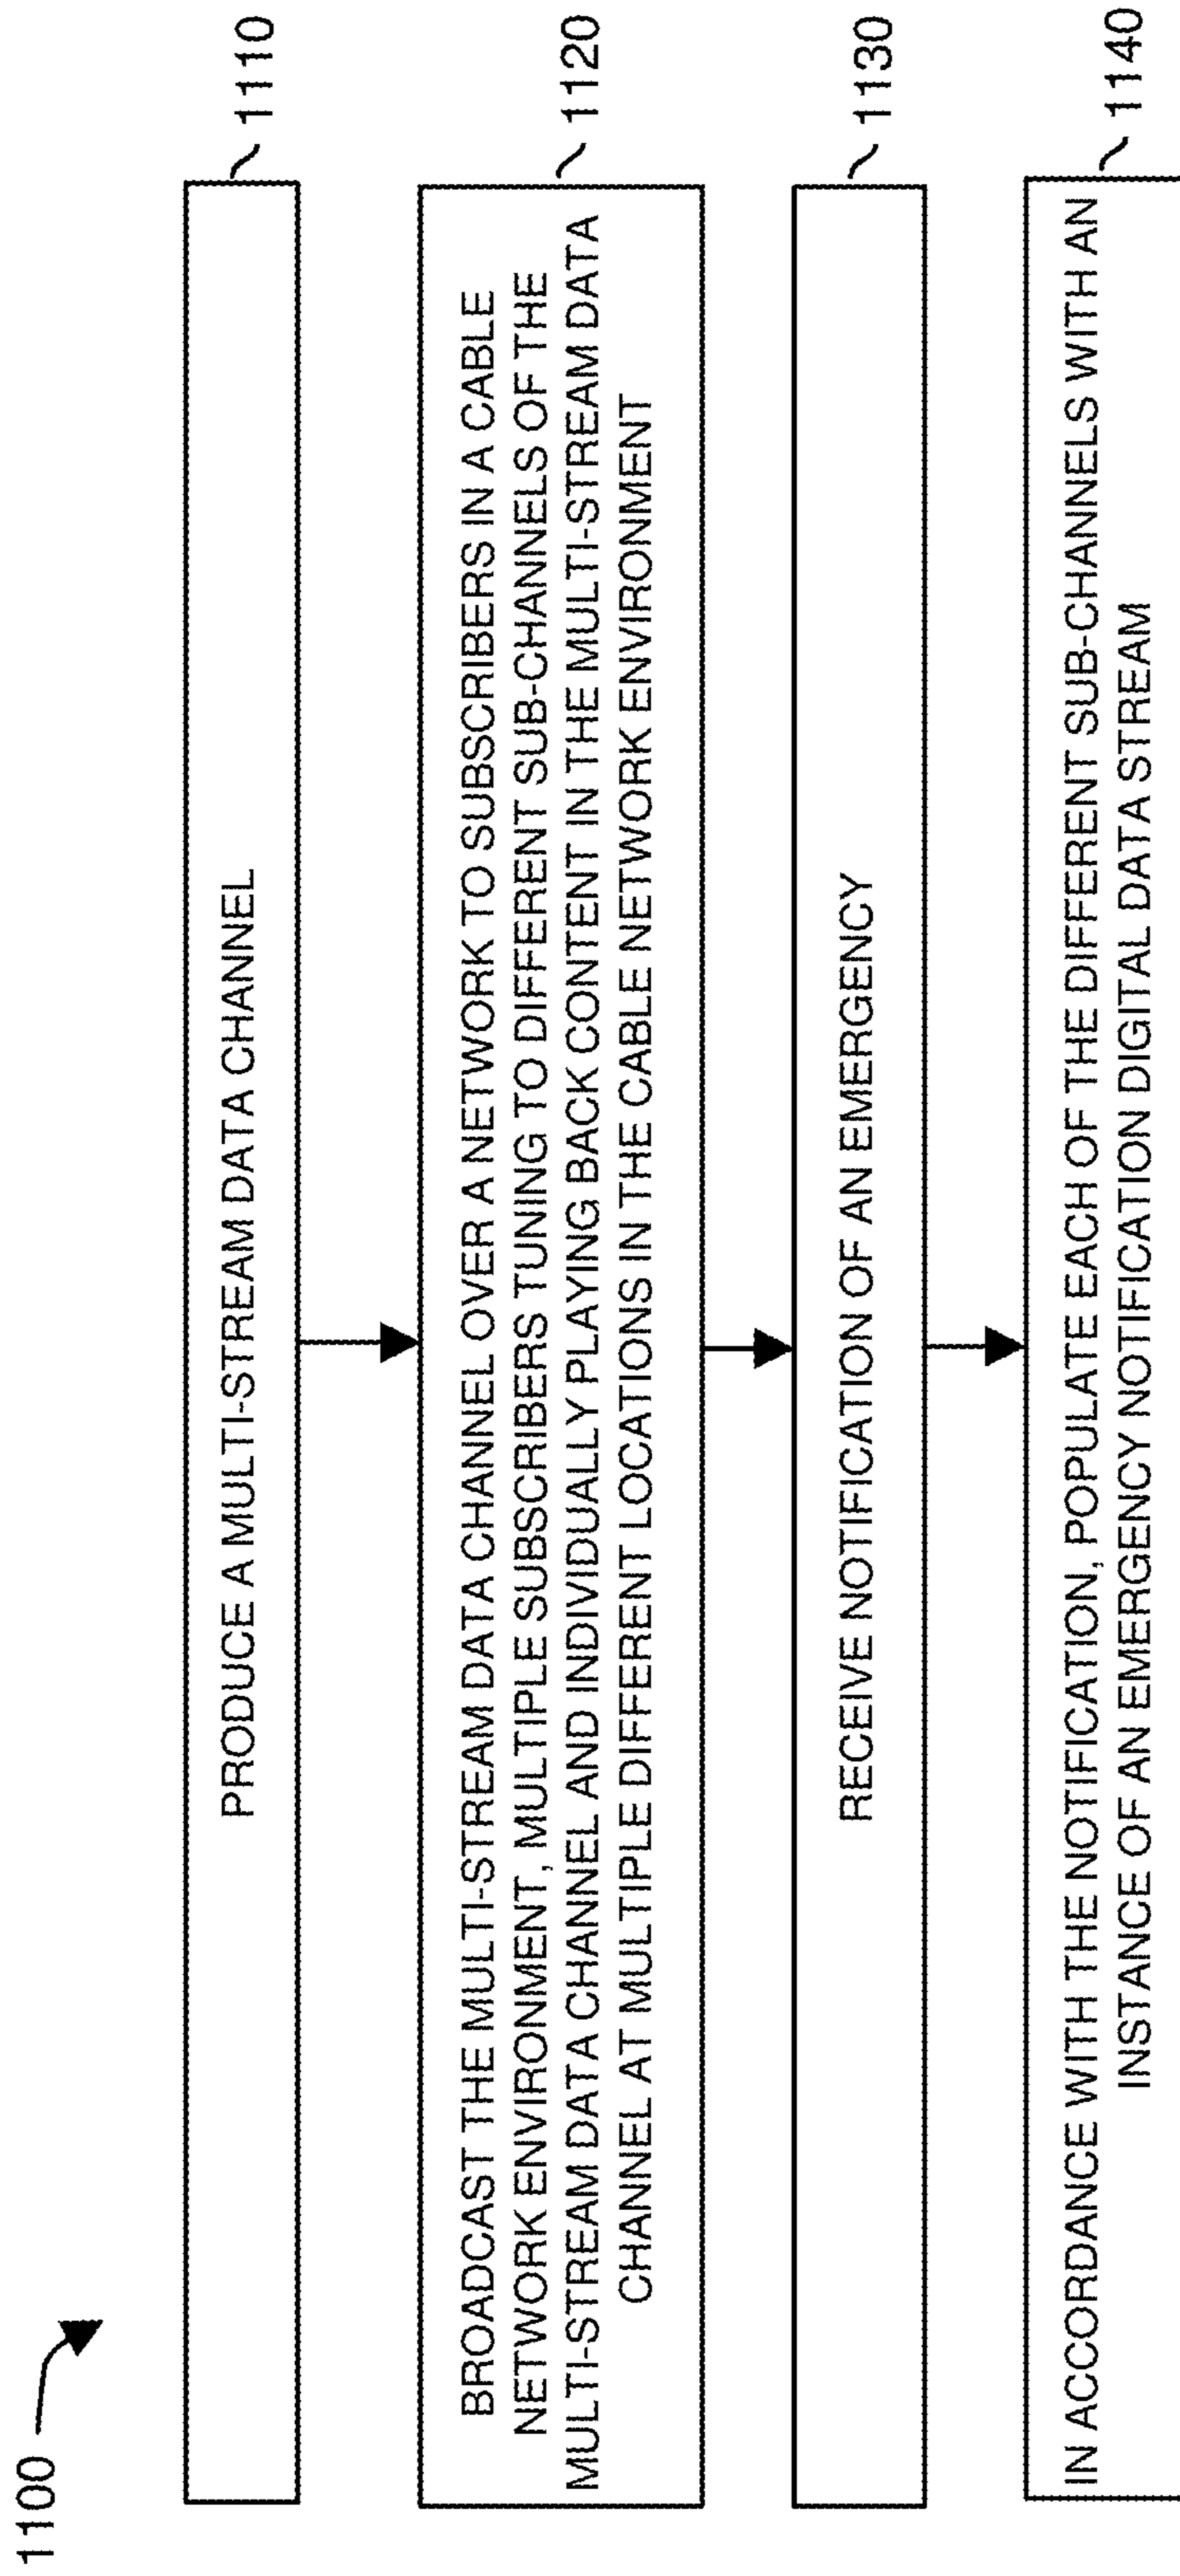 1100
PRODUCE A MULTI-STREAM DATA CHANNEL
1110
BROADCAST THE MULTI-STREAM DATA CHANNEL OVER A NETWORK TO SUBSCRIBERS IN A CABLE
NETWORK ENVIRONMENT, MULTIPLE SUBSCRIBERS TUNING TO DIFFERENT SUB-CHANNELS OF THE
MULTI-STREAM DATA CHANNEL AND INDIVIDUALLY PLAYING BACK CONTENT IN THE MULTI-STREAM DATA
CHANNEL AT MULTIPLE DIFFERENT LOCATIONS IN THE CABLE NETWORK ENVIRONMENT
1120
RECEIVE NOTIFICATION OF AN EMERGENCY
1130
IN ACCORDANCE WITH THE NOTIFICATION, POPULATE EACH OF THE DIFFERENT SUB-CHANNELS WITH AN
INSTANCE OF AN EMERGENCY NOTIFICATION DIGITAL DATA STREAM
1140